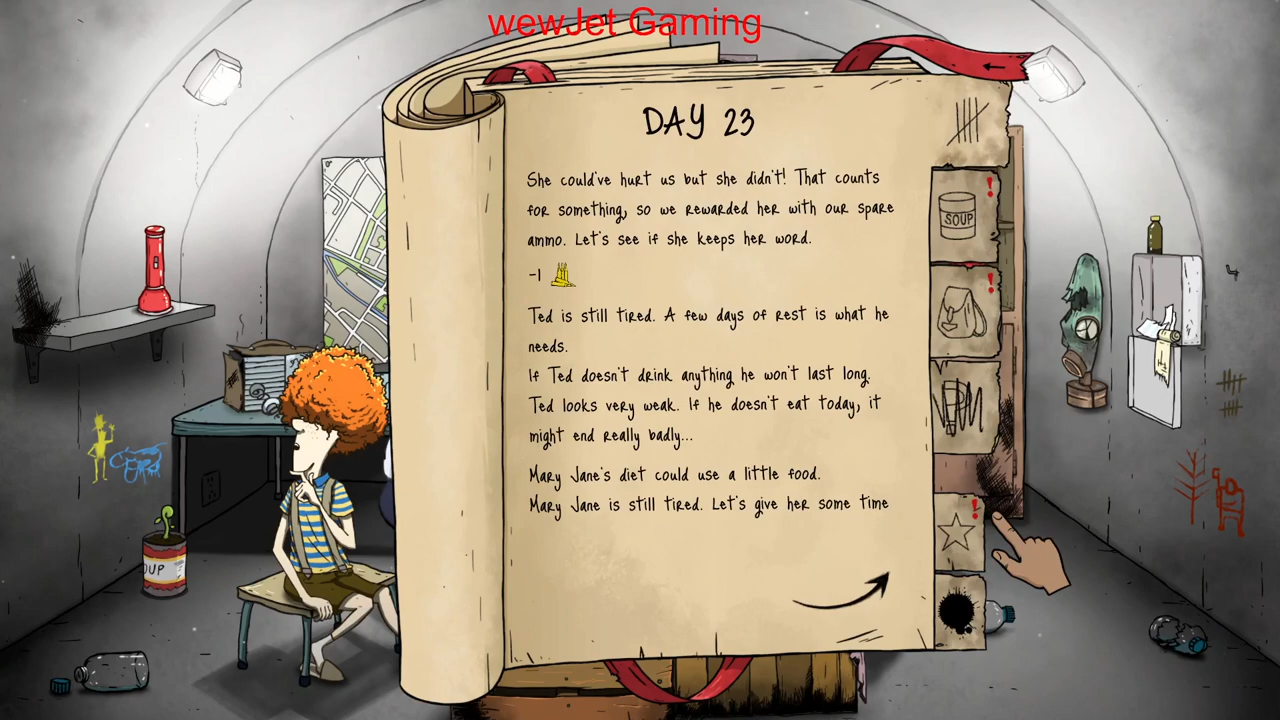 wewJet Gaming
DAY 23
She could've hurt us but she didn't! That counts
for something, so we rewarded her with our spare
ammo. Let's see if she keeps her word.
-1
Ted is still tired. A few days of rest is what he
needs.
If Ted doesn't drink anything he won't last long.
Ted looks very weak. If he doesn't eat today, it
might end really badly...
Mary Jane's diet could use a little food.
Mary Jane is still tired. Let's give her some time
!
SOUP
!
!
OUP